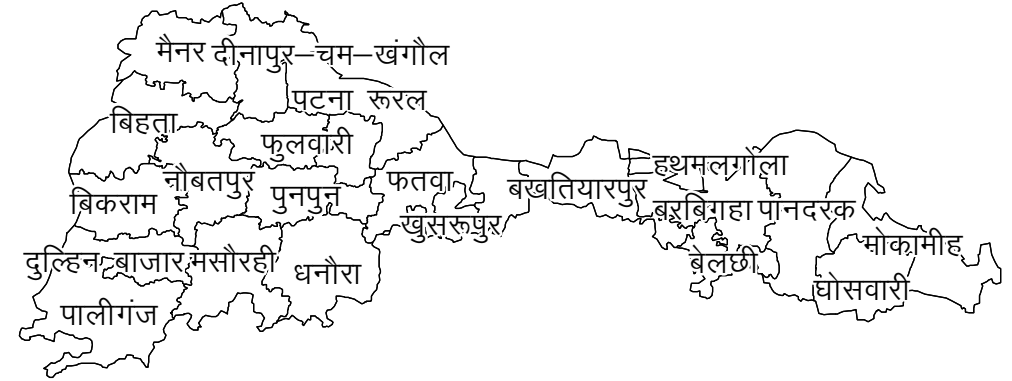 मैनर दीनापुर–चम–खंगौल
पटना रूरल
बिहता
फुलवारी
हथमलगोला
नौबतपुर
फतवा
बखतियारपुर
पुनपुन
बिकराम
बरबिगहा
पानदरक
खुसरूपुर
मोकामीह
दुल्हिन–बाजार
मसौरही
बेलछी
धनौरा
घोसवारी
पालीगंज